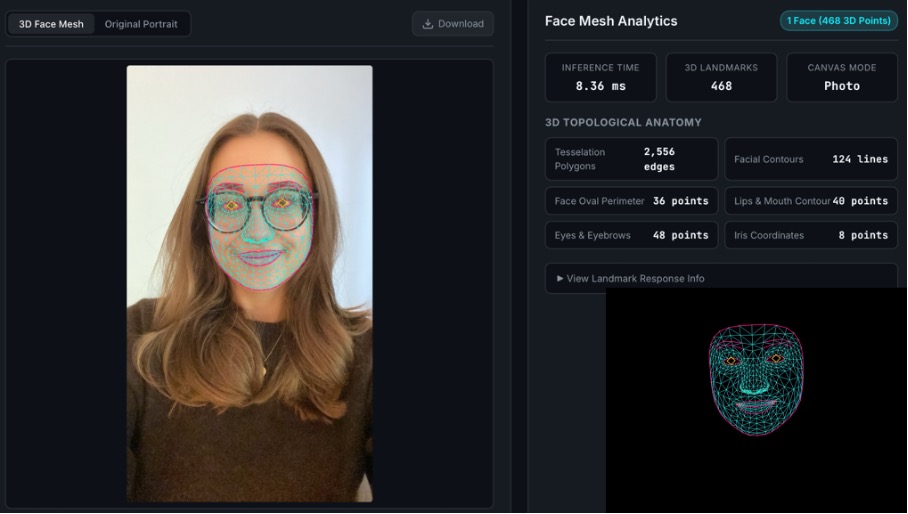 3D Face Mesh
Original Portrait
Download
Face Mesh Analytics
1 Face (468 3D Points)
INFERENCE TIME
8.36 ms
3D LANDMARKS
468
CANVAS MODE
Photo
3D TOPOLOGICAL ANATOMY
Tesselation
Polygons
2,556
edges
Facial Contours 124 lines
Face Oval Perimeter 36 points
Lips & Mouth Contour 40 points
Eyes & Eyebrows 48 points
Iris Coordinates 8 points
▶ View Landmark Response Info